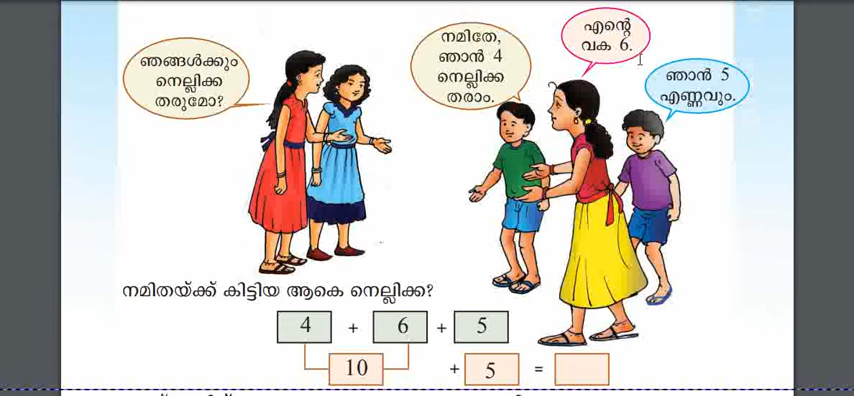 ഞങ്ങൾക്കും
നെല്ലിക്ക
തരുമോ?
നമിതേ,
ഞാൻ 4
നെല്ലിക്ക
തരാം.
എന്റെ
വക 6.
ഞാൻ 5
എണ്ണവും.
നമിതയ്ക്ക് കിട്ടിയ ആകെ നെല്ലിക്ക?
4 + 6 + 5
10 + 5 =